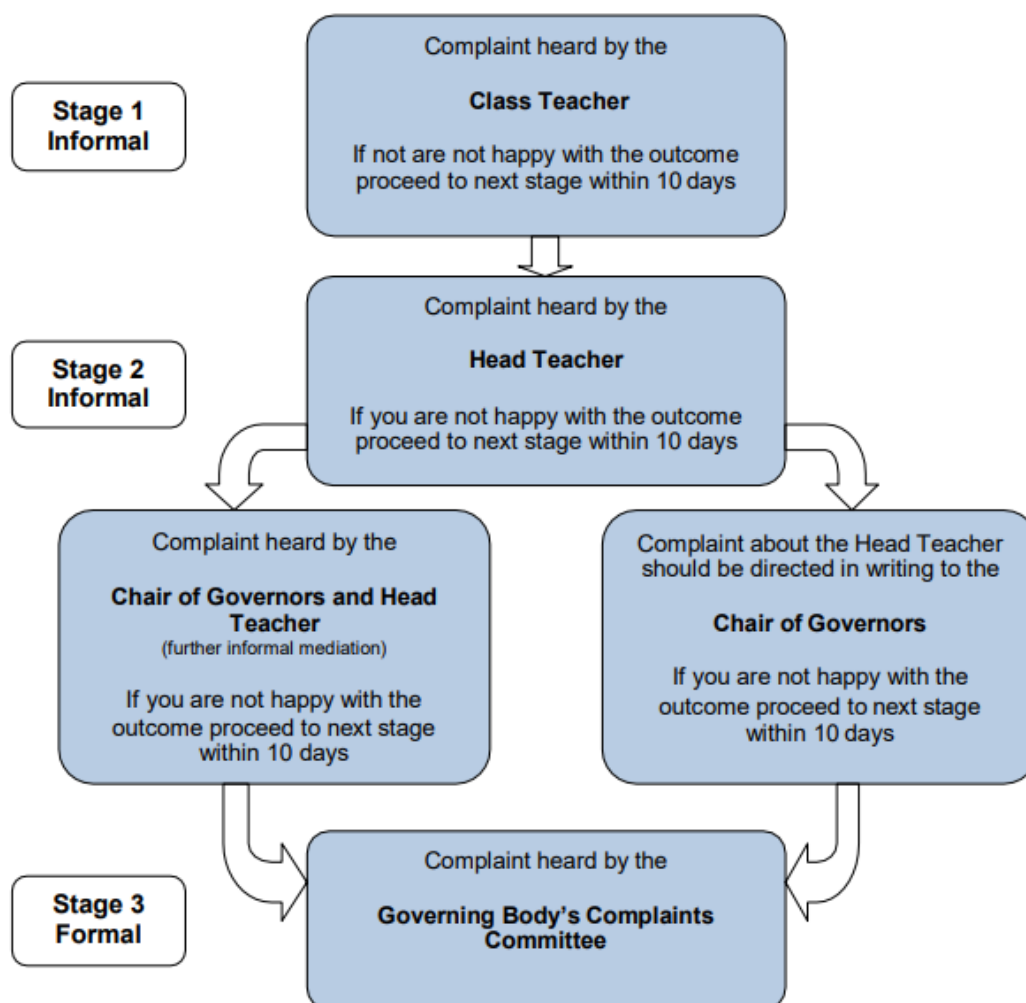 Stage 1
Informal
Complaint heard by the
Class Teacher
If not are not happy with the outcome
proceed to next stage within 10 days
Stage 2
Informal
Complaint heard by the
Head Teacher
If you are not happy with the outcome
proceed to next stage within 10 days
Complaint heard by the
Chair of Governors and Head
Teacher
(further informal mediation)
If you are not happy with the
outcome proceed to next stage
within 10 days
Complaint about the Head Teacher
should be directed in writing to the
Chair of Governors
If you are not happy with the
outcome proceed to next stage
within 10 days
Stage 3
Formal
Complaint heard by the
Governing Body’s Complaints
Committee